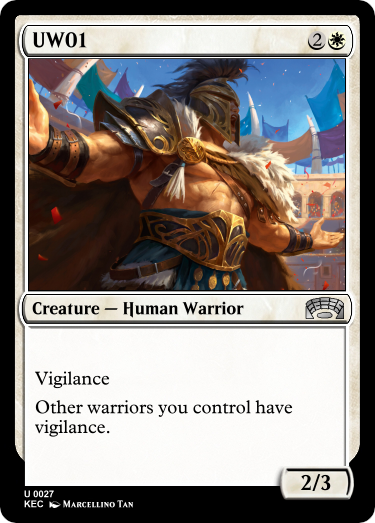 UW01 2
Creature — Human Warrior
Vigilance
Other warriors you control have
vigilance.
2/3
U 0027
KEC Marcellino Tan